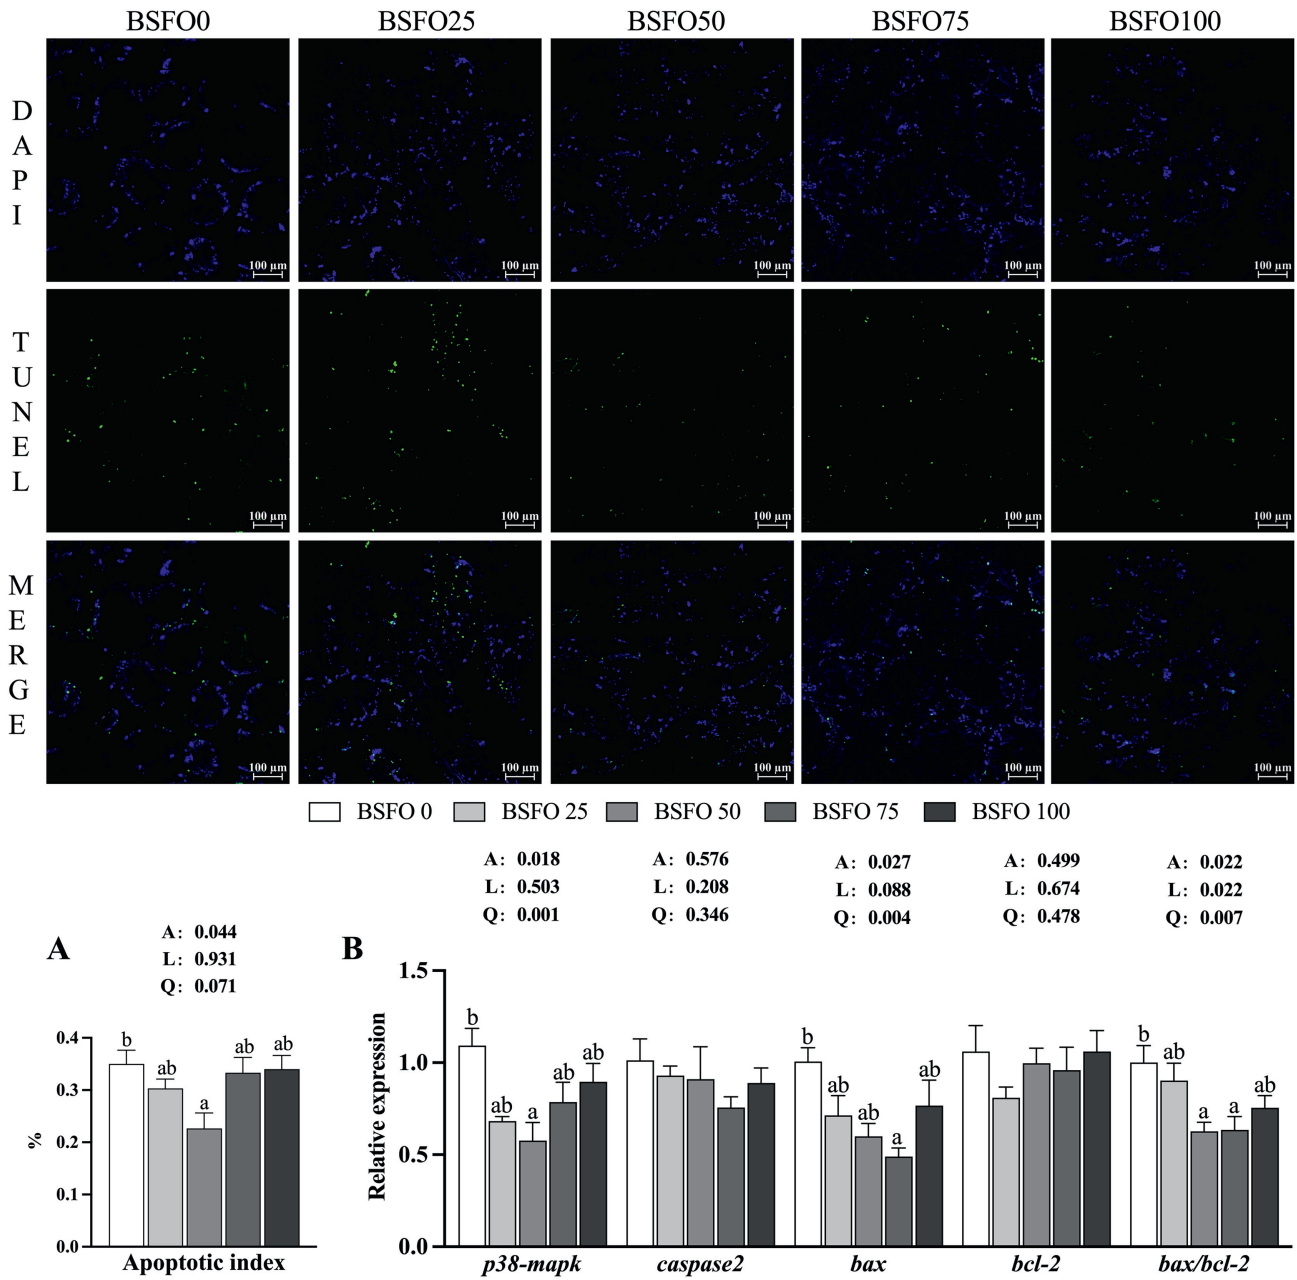 BSFO0 BSFO25 BSFO50 BSFO75 BSFO100
DAPI
100 µm 100 µm 100 µm 100 µm 100 µm
TUNEL
100 µm 100 µm 100 µm 100 µm 100 µm
MERGE
100 µm 100 µm 100 µm 100 µm 100 µm
BSFO 0 BSFO 25 BSFO 50 BSFO 75 BSFO 100
A
A: 0.044
L: 0.931
Q: 0.071
0.4
0.3
0.2
0.1
0.0
%
b ab a ab ab
Apoptotic index
B
A: 0.018 A: 0.576 A: 0.027 A: 0.499 A: 0.022
L: 0.503 L: 0.208 L: 0.088 L: 0.674 L: 0.022
Q: 0.001 Q: 0.346 Q: 0.004 Q: 0.478 Q: 0.007
1.5
1.0
0.5
0.0
Relative expression
b ab a ab ab
b ab ab a ab
b ab a a ab
p38-mapk caspase2 bax bcl-2 bax/bcl-2